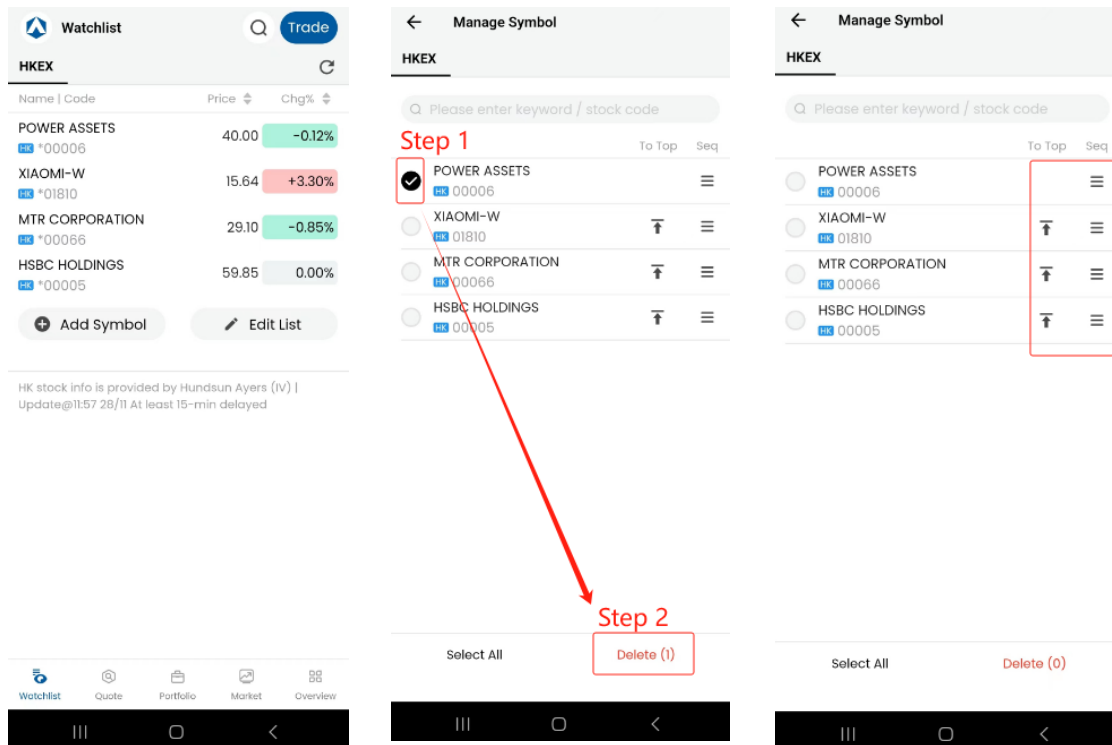 Watchlist
Trade
HKEX
Name | Code Price Chg%
POWER ASSETS
HK *00006
40.00 -0.12%
XIAOMI-W
HK *01810
15.64 +3.30%
MTR CORPORATION
HK *00066
29.10 -0.85%
HSBC HOLDINGS
HK *00005
59.85 0.00%
Add Symbol Edit List
HK stock info is provided by Hundsun Ayers (IV) |
Update@11:57 28/11 At least 15-min delayed
Watchlist Quote Portfolio Market Overview
Manage Symbol
HKEX
Please enter keyword / stock code
Step 1
To Top Seq
POWER ASSETS
HK 00006
XIAOMI-W
HK 01810
MTR CORPORATION
HK 00066
HSBC HOLDINGS
HK 00005
Step 2
Select All Delete (1)
Manage Symbol
HKEX
Please enter keyword / stock code
To Top Seq
POWER ASSETS
HK 00006
XIAOMI-W
HK 01810
MTR CORPORATION
HK 00066
HSBC HOLDINGS
HK 00005
Select All Delete (0)